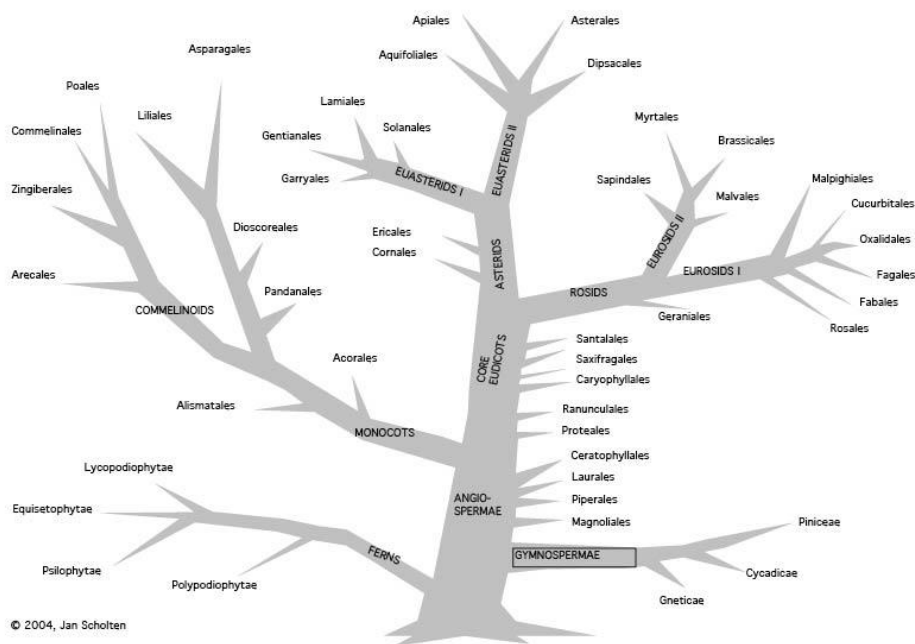 Apiales
Asterales
Asparagales
Aquifoliales
Dipsacales
Poales
Lamiales
Liliales
Myrtales
Commelinales
Solanales
Gentianales
EUASTERIDS II
Brassicales
Garryales
EUASTERIDS I
Sapindales
Malpighiales
Zingiberales
Malvales
Cucurbitales
Dioscoreales
Ericales
EUROSIDS II
Oxalidales
Cornales
ASTERIDS
Arecales
EUROSIDS I
Fagales
Pandanales
ROSIDS
Fabales
COMMELINOIDS
Geraniales
Rosales
Santalales
Acorales
CORE
EUDICOTS
Saxifragales
Caryophyllales
Alismatales
Ranunculales
MONOCOTS
Proteales
Ceratophyllales
Lycopodiophytae
Laurales
ANGIO-
SPERMAE
Piperales
Equisetophytae
Magnoliales
Piniceae
FERNS
GYMNOSPERMAE
Psilophytae
Cycadicae
Polypodiophytae
Gneticae
© 2004, Jan Scholten